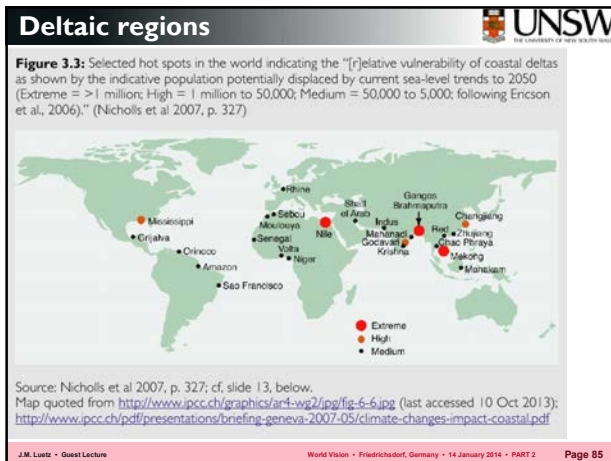 Deltaic regions
UNSW
THE UNIVERSITY OF NEW SOUTH WALES
Figure 3.3: Selected hot spots in the world indicating the "[r]elative vulnerability of coastal deltas
as shown by the indicative population potentially displaced by current sea-level trends to 2050
(Extreme = >1 million; High = 1 million to 50,000; Medium = 50,000 to 5,000; following Ericson
et al., 2006)." (Nicholls et al 2007, p. 327)
Rhine
Ganges
Brahmaputra
Shatt
el Arab
Changjiang
Mississippi
Sebou
Moulouya
Nile
Indus
Mahanadi
Red
Zhujiang
Grijalva
Senegal
Godavari
Krishna
Chao Phraya
Orinoco
Volta
Niger
Mekong
Amazon
Mahakam
Sao Francisco
Extreme
High
Medium
Source: Nicholls et al 2007, p. 327; cf, slide 13, below.
Map quoted from http://www.ipcc.ch/graphics/ar4-wg2/jpg/fig-6-6.jpg (last accessed 10 Oct 2013);
http://www.ipcc.ch/pdf/presentations/briefing-geneva-2007-05/climate-changes-impact-coastal.pdf
J.M. Luetz • Guest Lecture
World Vision • Friedrichsdorf, Germany • 14 January 2014 • PART 2
Page 85